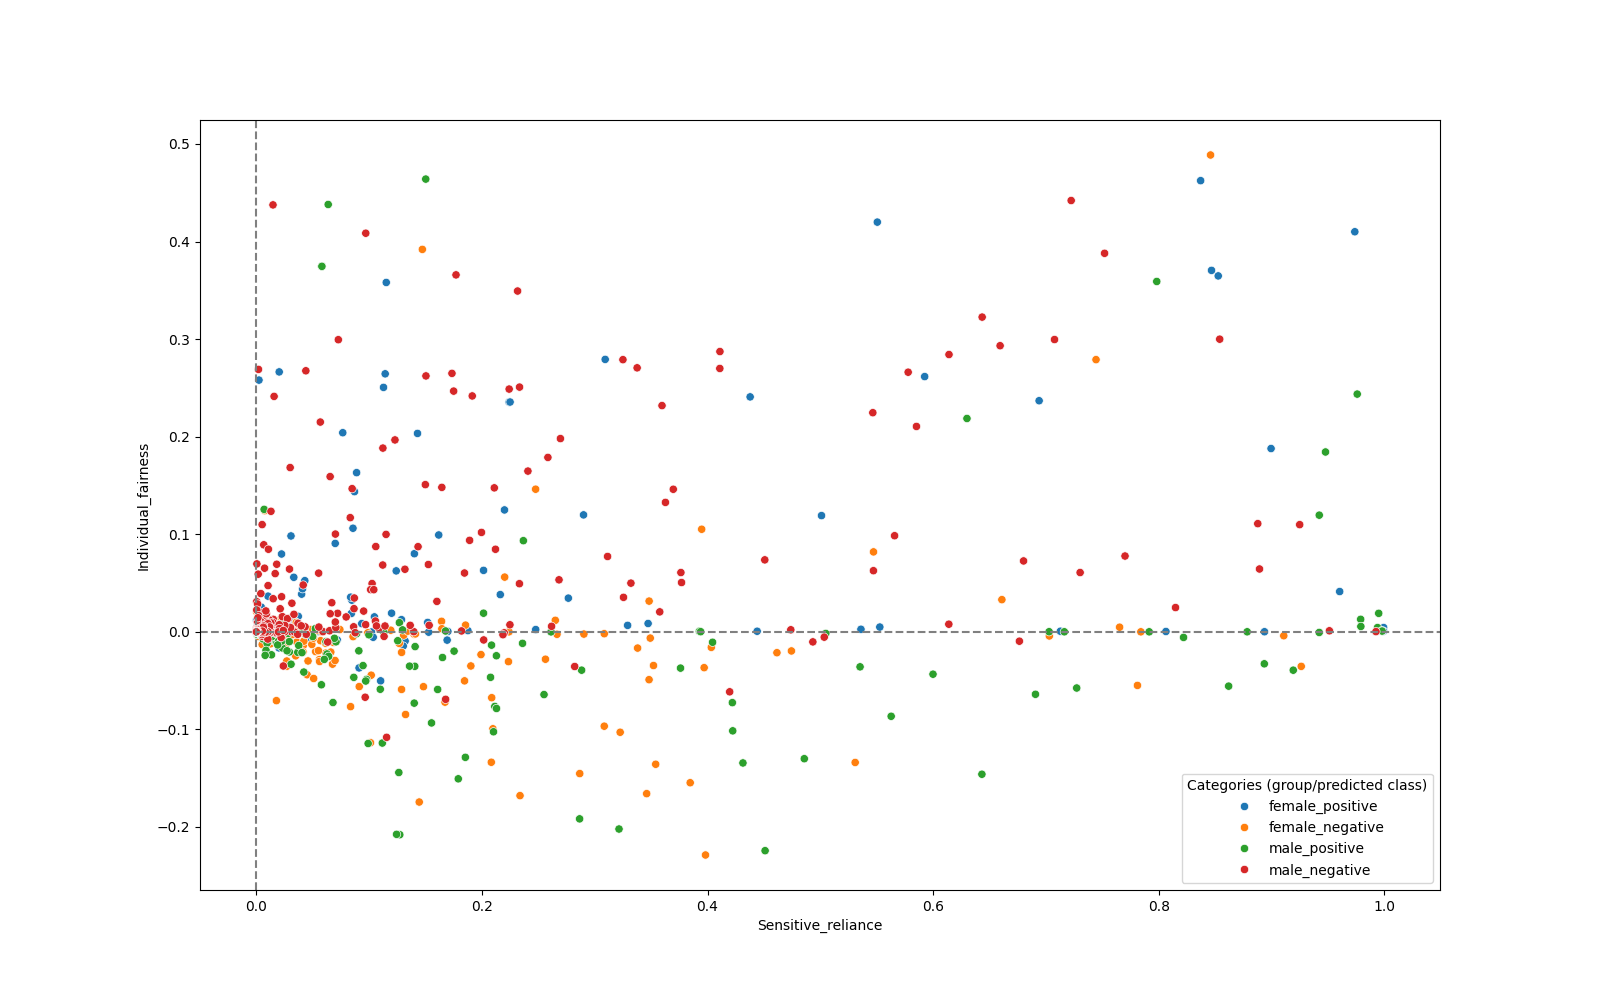 0.5
0.4
0.3
0.2
0.1
0.0
−0.1
−0.2
Individual_fairness
0.0
0.2
0.4
0.6
0.8
1.0
Sensitive_reliance
Categories (group/predicted class)
female_positive
female_negative
male_positive
male_negative